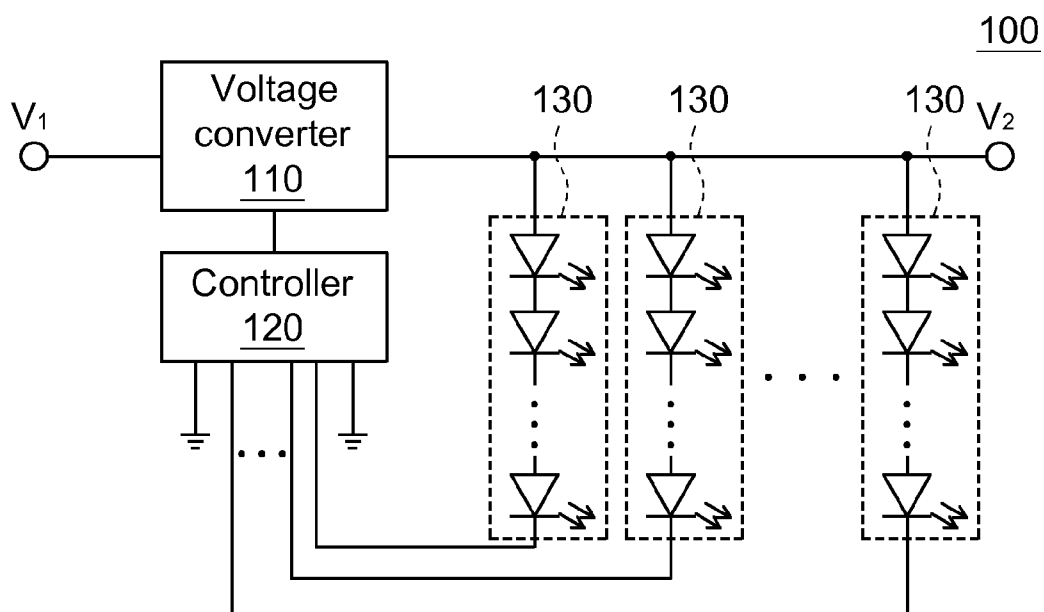 100
130 130 130
V1
Voltage
converter
110
V2
Controller
120